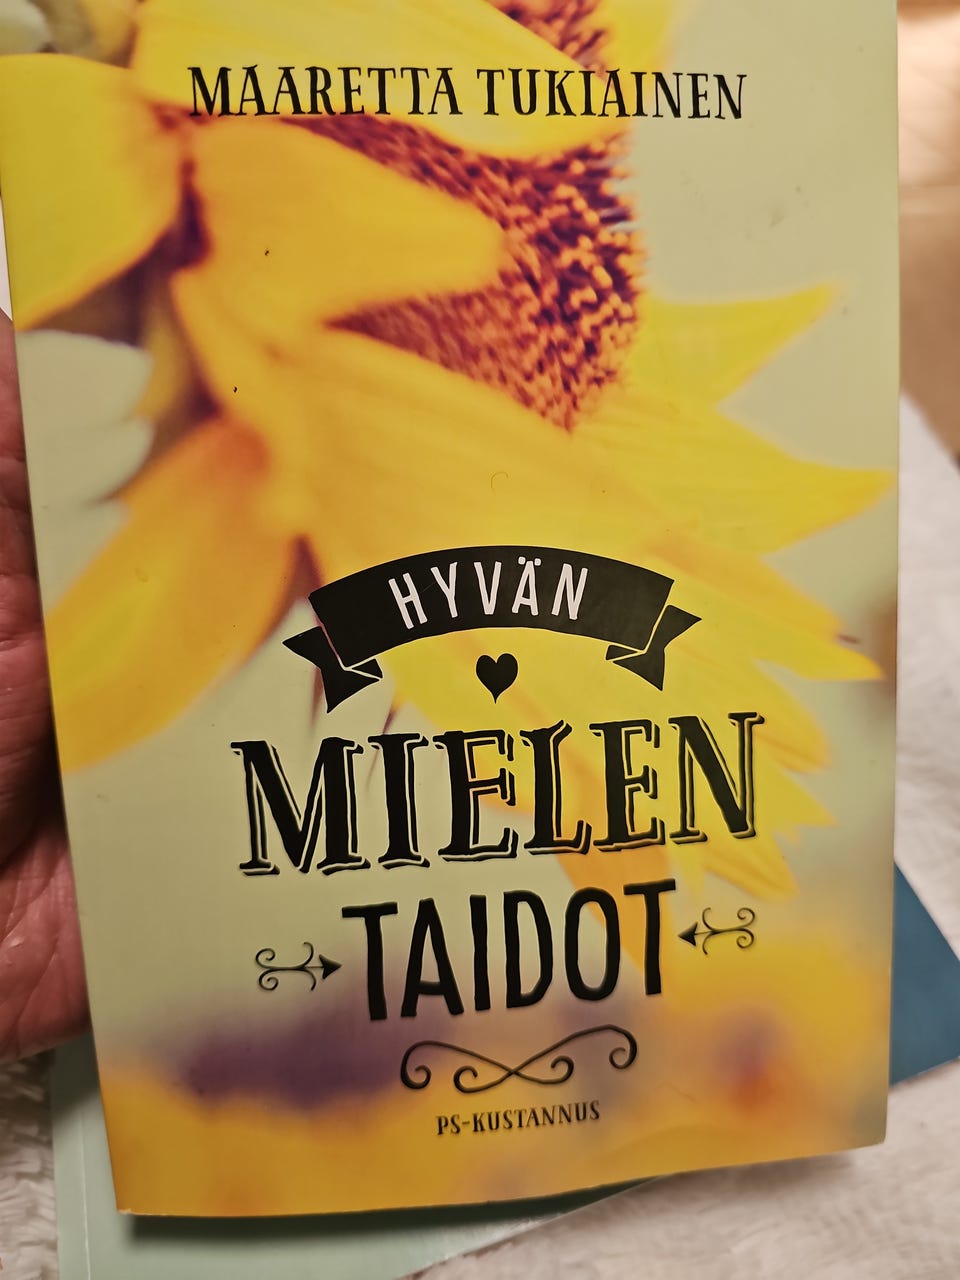 MAARETTA TUKIAINEN
HYVÄN
MIELEN
TAIDOT
PS-KUSTANNUS